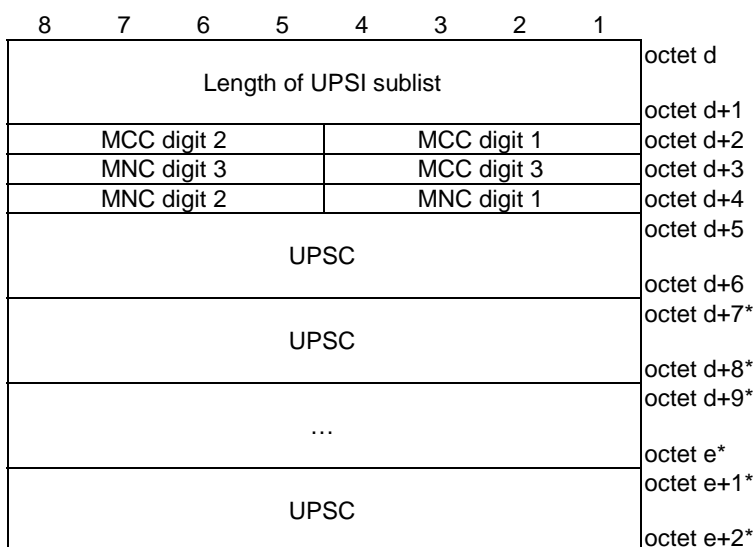 8 7 6 5 4 3 2 1
octet d
Length of UPSI sublist
octet d+1
MCC digit 2 MCC digit 1 octet d+2
MNC digit 3 MCC digit 3 octet d+3
MNC digit 2 MNC digit 1 octet d+4
octet d+5
UPSC
octet d+6
octet d+7*
UPSC
octet d+8*
octet d+9*
…
octet e*
octet e+1*
UPSC
octet e+2*